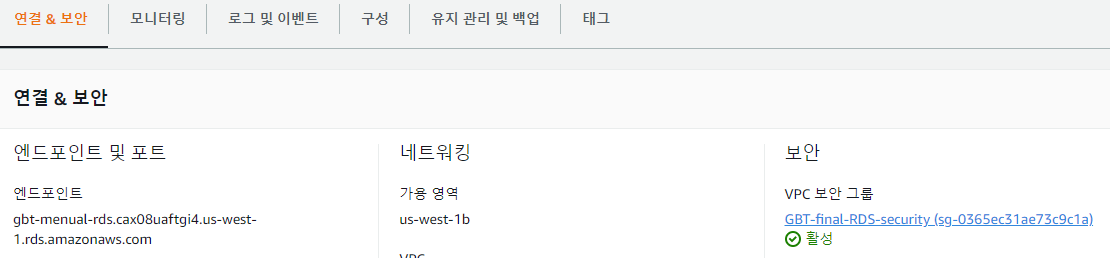 연결 & 보안
모니터링
로그 및 이벤트
구성
유지 관리 및 백업
태그
연결 & 보안
엔드포인트 및 포트
엔드포인트
gbt-menual-rds.cax08uaftgi4.us-west-
1.rds.amazonaws.com
네트워킹
가용 영역
us-west-1b
VPC
보안
VPC 보안 그룹
GBT-final-RDS-security (sg-0365ec31ae73c9c1a)
활성